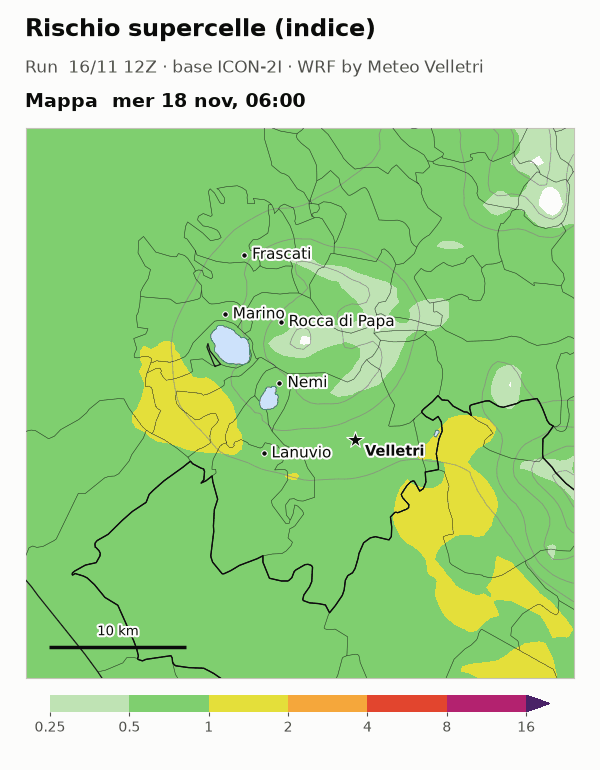 Rischio supercelle (indice)
Run 16/11 12Z · base ICON-2I · WRF by Meteo Velletri
Mappa mer 18 nov, 06:00
Frascati
Marino
Rocca di Papa
Nemi
Velletri
Lanuvio
10 km
0.25 0.5 1 2 4 8 16